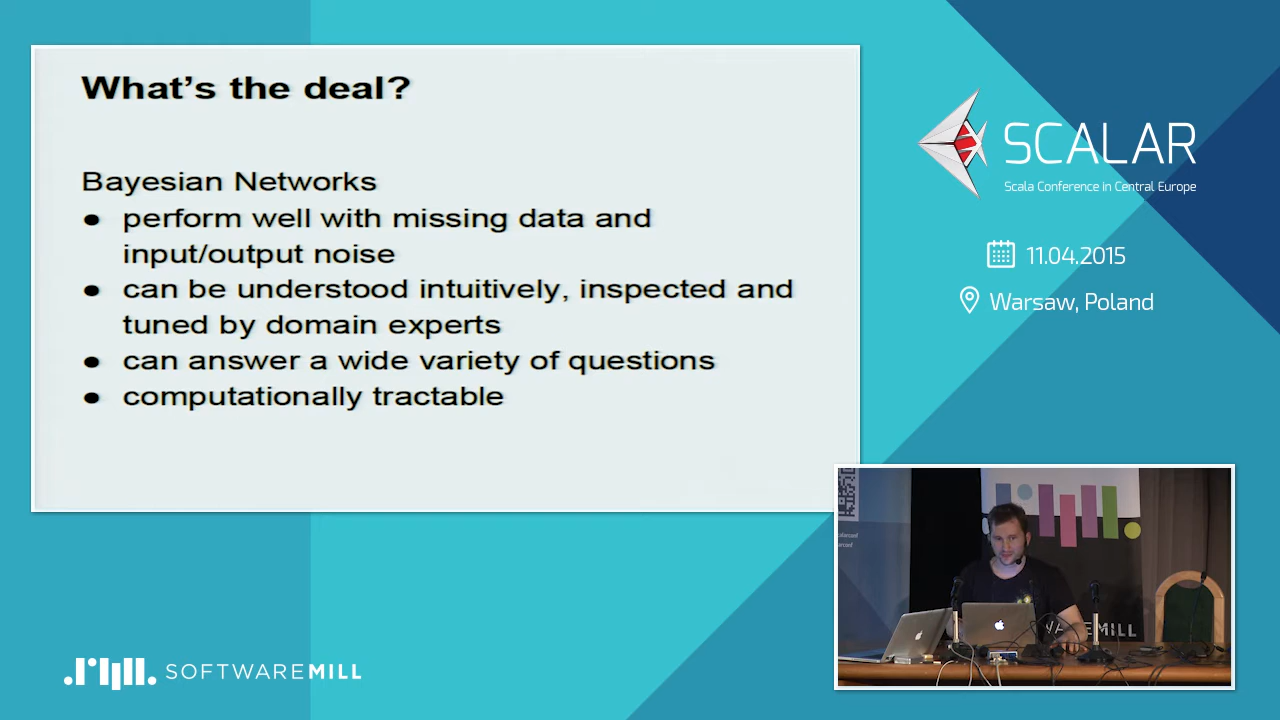 What's the deal?
Bayesian Networks
● perform well with missing data and
input/output noise
● can be understood intuitively, inspected and
tuned by domain experts
● can answer a wide variety of questions
● computationally tractable
SCALAR
Scala Conference in Central Europe
11.04.2015
Warsaw, Poland
SOFTWAREMILL
WAREMILL